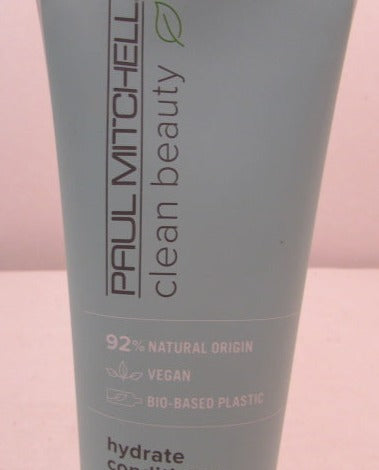 PAUL MITCHELL
clean beauty
92% NATURAL ORIGIN
VEGAN
BIO-BASED PLASTIC
hydrate